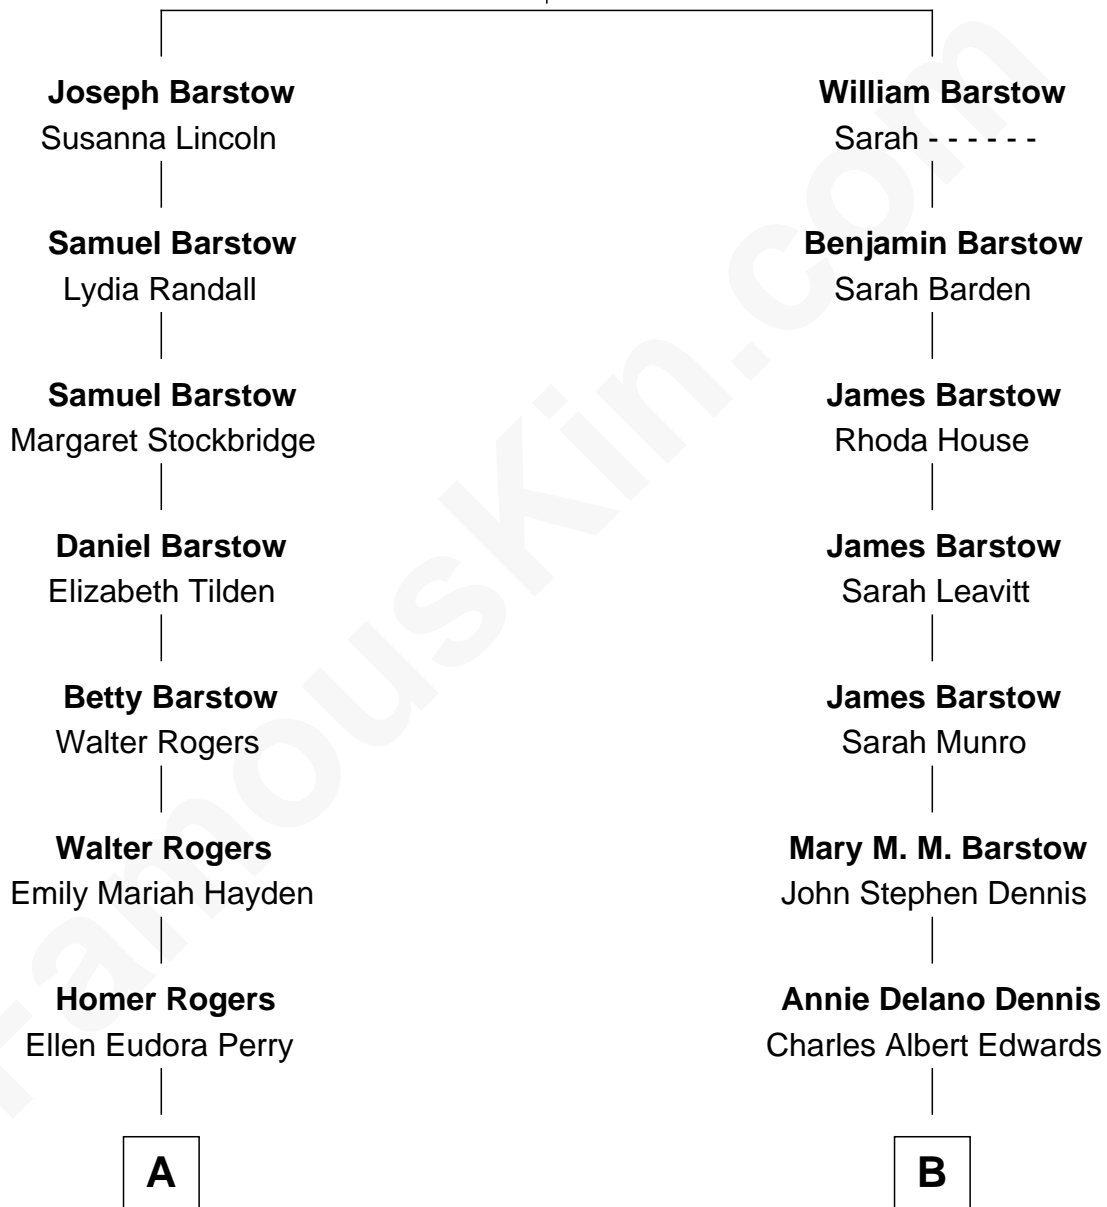 Joseph Barstow
Susanna Lincoln
Samuel Barstow
Lydia Randall
Samuel Barstow
Margaret Stockbridge
Daniel Barstow
Elizabeth Tilden
Betty Barstow
Walter Rogers
Walter Rogers
Emily Mariah Hayden
Homer Rogers
Ellen Eudora Perry
A
William Barstow
Sarah - - - - - -
Benjamin Barstow
Sarah Barden
James Barstow
Rhoda House
James Barstow
Sarah Leavitt
James Barstow
Sarah Munro
Mary M. M. Barstow
John Stephen Dennis
Annie Delano Dennis
Charles Albert Edwards
B
FamousKin.com